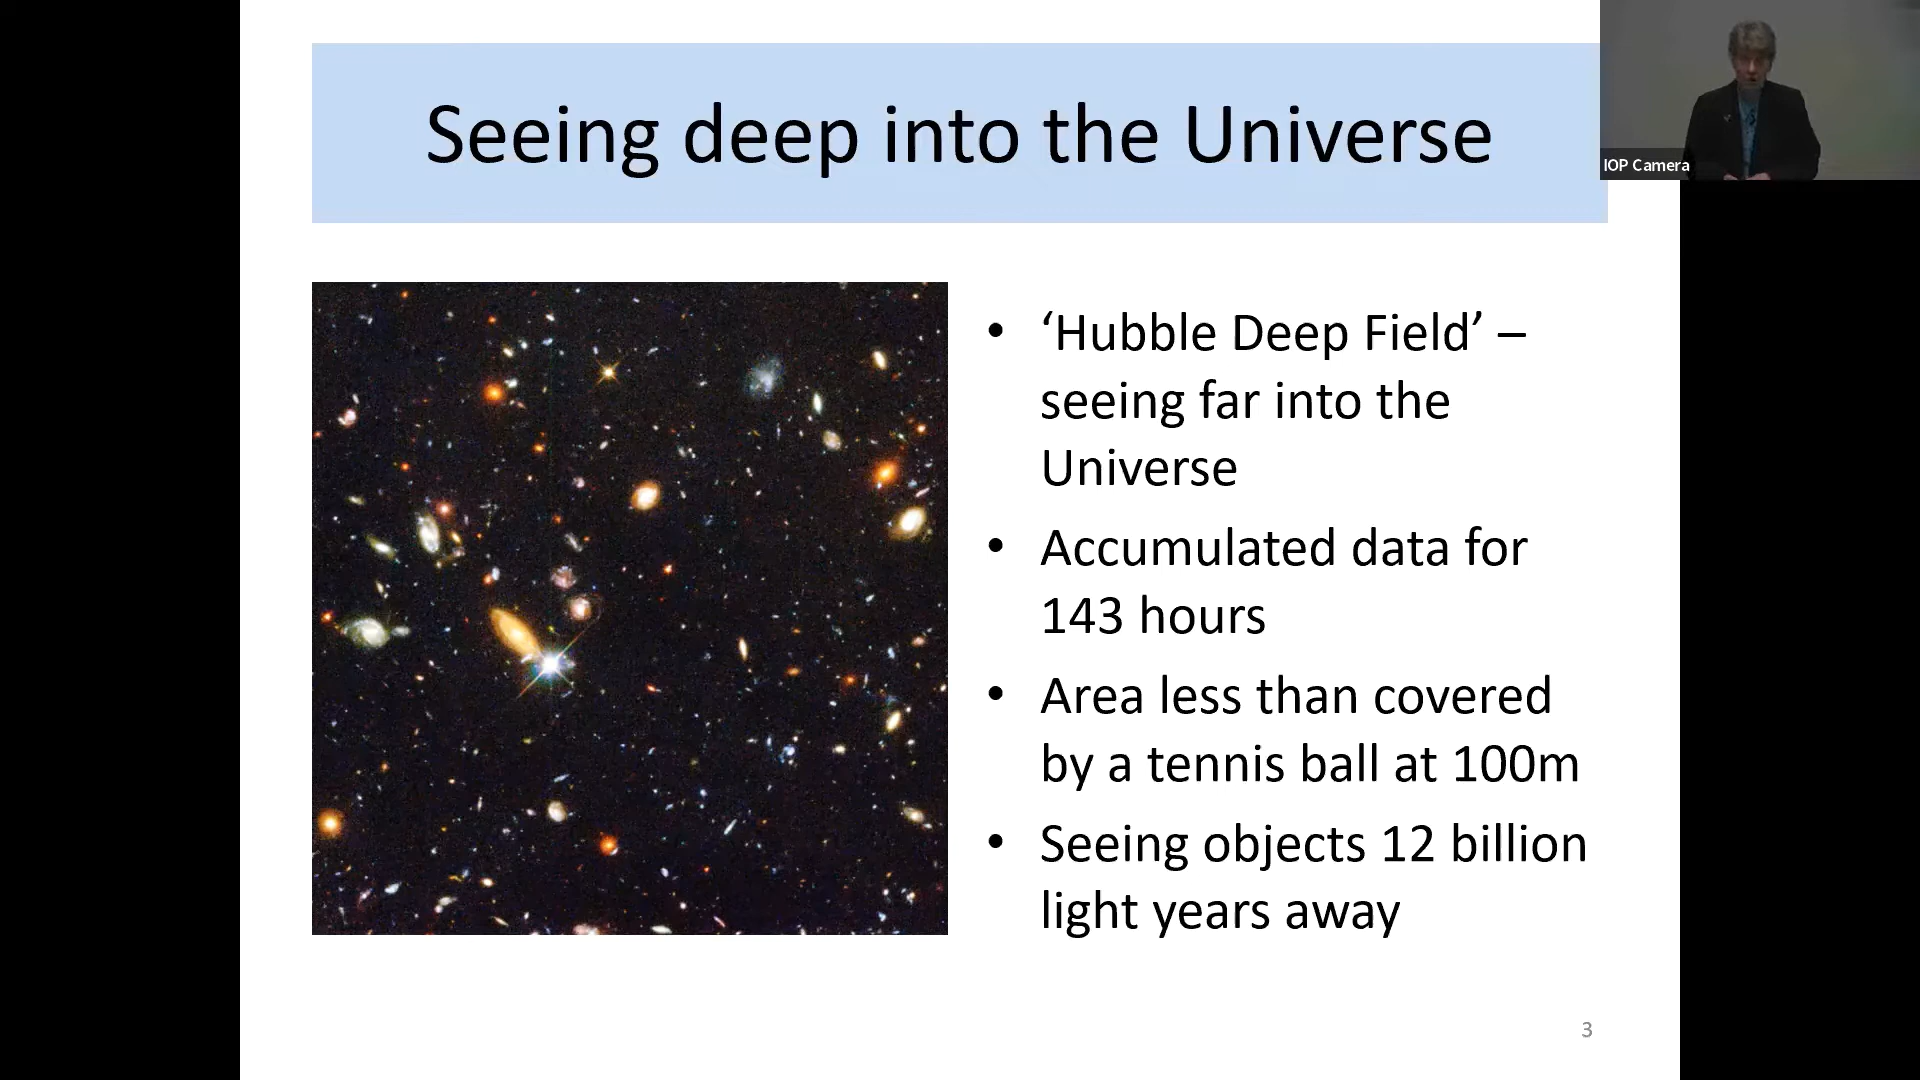 Seeing deep into the Universe
IOP Camera
• ‘Hubble Deep Field’ –
seeing far into the
Universe
• Accumulated data for
143 hours
• Area less than covered
by a tennis ball at 100m
• Seeing objects 12 billion
light years away
3